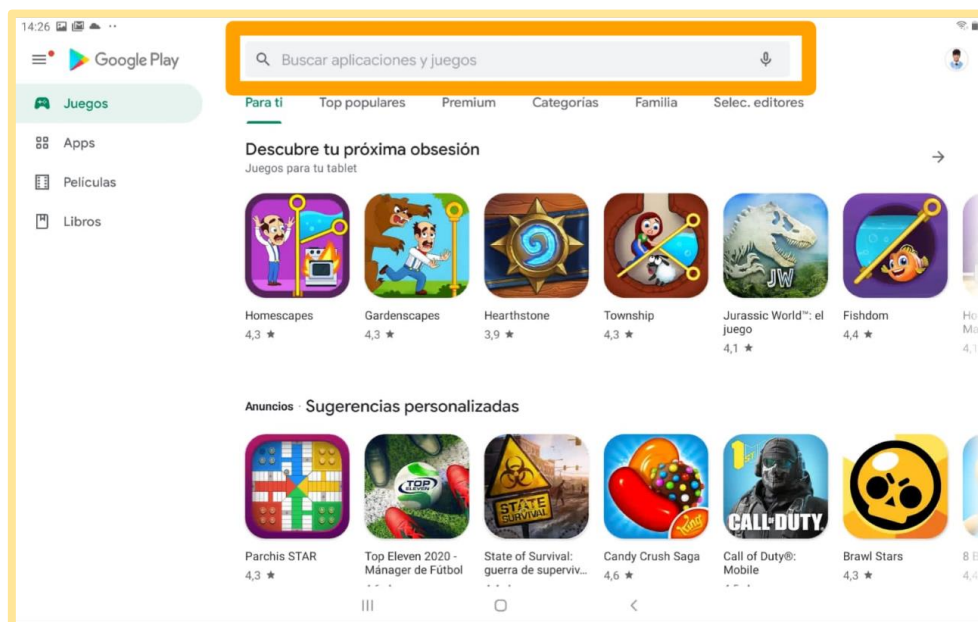 14:26
Google Play
Buscar aplicaciones y juegos
Juegos
Apps
Películas
Libros
Para ti Top populares Premium Categorías Familia Selec. editores
Descubre tu próxima obsesión
Juegos para tu tablet
JW
Homescapes Gardenscapes Hearthstone Township Jurassic World™: el Fishdom
juego
4,3 ★ 4,3 ★ 3,9 ★ 4,3 ★ 4,4 ★
4,1 ★
Anuncios · Sugerencias personalizadas
TOP ELEVEN
STATE
SURVIVAL
King
1ST
CALL DUTY
Parchis STAR Top Eleven 2020 - State of Survival: Candy Crush Saga Call of Duty®: Brawl Stars
Mánager de Fútbol guerra de superviv... Mobile
4,3 ★ 4,6 ★ 4,3 ★